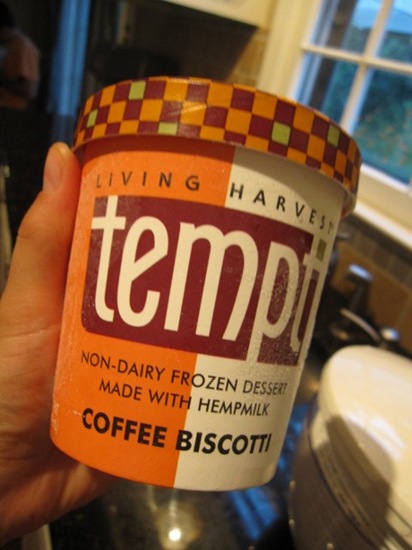 LIVING HARVEST
tempt
NON-DAIRY FROZEN DESSERT
MADE WITH HEMPMILK
COFFEE BISCOTTI